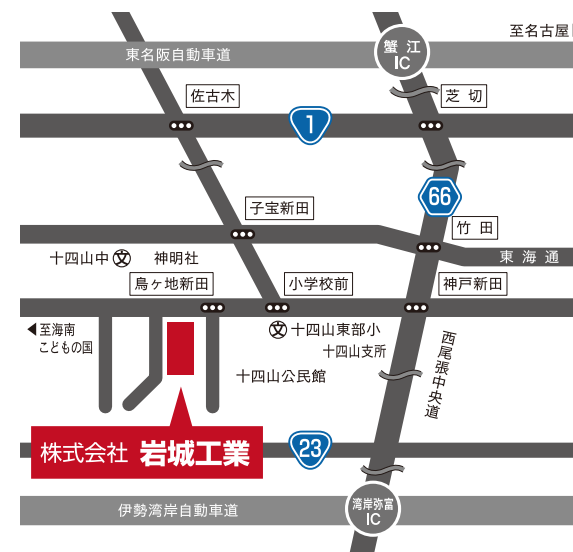 至名古屋
蟹江
IC
東名阪自動車道
佐古木
芝切
1
66
子宝新田
竹田
東海通
十四山中
文
神明社
鳥ヶ地新田
小学校前
神戸新田
至海南
こどもの国
文
十四山東部小
十四山支所
西尾張中央道
十四山公民館
株式会社 岩城工業
23
湾岸弥富
IC
伊勢湾岸自動車道